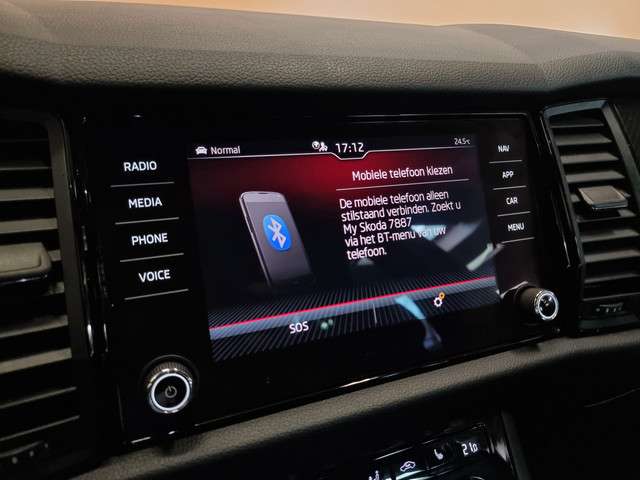 Normal
17:12
24.5°C
RADIO
MEDIA
PHONE
VOICE
Mobiele telefoon kiezen
De mobiele telefoon alleen
stilstaand verbinden. Zoekt u
My Skoda 7887
via het BT-menu van uw
telefoon.
SOS
NAV
APP
CAR
MENU